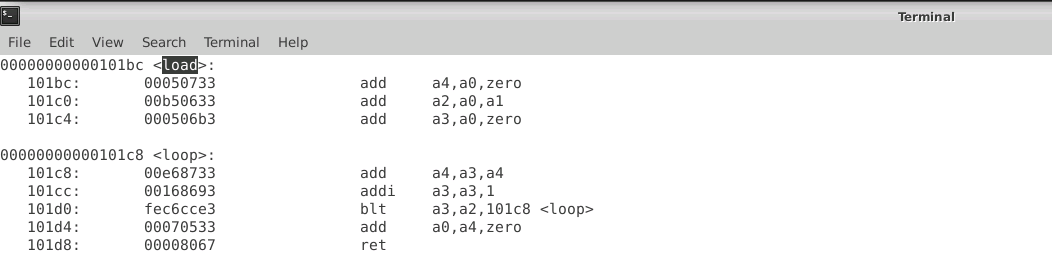 Terminal
File Edit View Search Terminal Help
00000000000101bc <load>:
101bc: 00050733 add a4,a0,zero
101c0: 00b50633 add a2,a0,a1
101c4: 000506b3 add a3,a0,zero
00000000000101c8 <loop>:
101c8: 00e68733 add a4,a3,a4
101cc: 00168693 addi a3,a3,1
101d0: fec6cce3 blt a3,a2,101c8 <loop>
101d4: 00070533 add a0,a4,zero
101d8: 00008067 ret